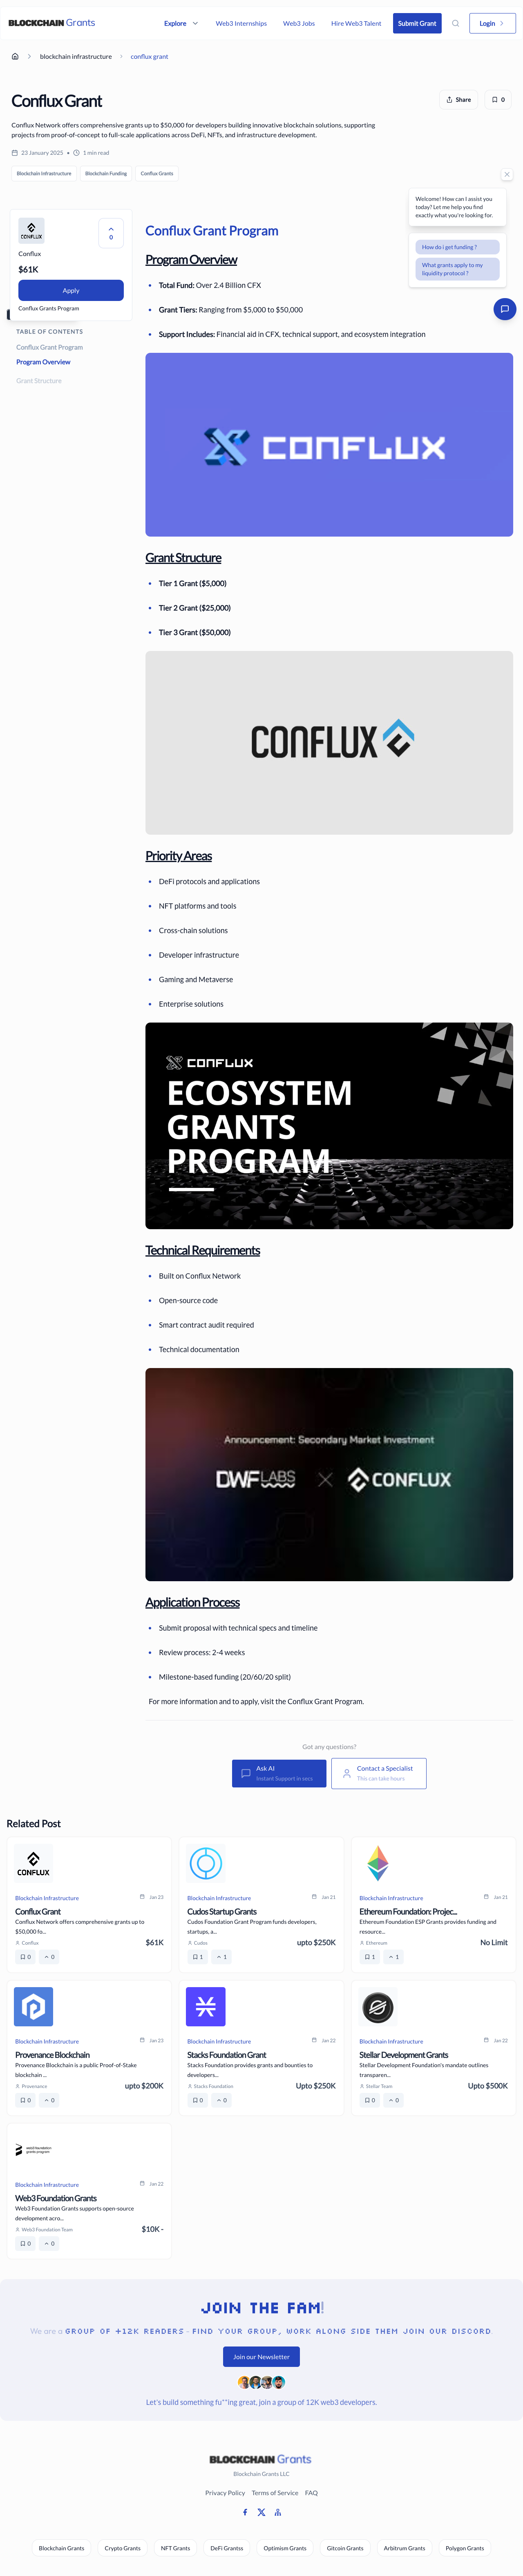 BLOCKCHAIN Grants
Explore
Web3 Internships
Web3 Jobs
Hire Web3 Talent
Submit Grant
Login
blockchain infrastructure
conflux grant
Conflux Grant
Share
0
Conflux Network offers comprehensive grants up to $50,000 for developers building innovative blockchain solutions, supporting
projects from proof-of-concept to full-scale applications across DeFi, NFTs, and infrastructure development.
23 January 2025 • 1 min read
Blockchain Infrastructure
Blockchain Funding
Conflux Grants
Welcome! How can I assist you
today? Let me help you find
exactly what you're looking for.
How do i get funding ?
What grants apply to my
liquidity protocol ?
CONFLUX
0
Conflux
$61K
Apply
Conflux Grants Program
TABLE OF CONTENTS
Conflux Grant Program
Program Overview
Grant Structure
Conflux Grant Program
Program Overview
• Total Fund: Over 2.4 Billion CFX
• Grant Tiers: Ranging from $5,000 to $50,000
• Support Includes: Financial aid in CFX, technical support, and ecosystem integration
CONFLUX
Grant Structure
• Tier 1 Grant ($5,000)
• Tier 2 Grant ($25,000)
• Tier 3 Grant ($50,000)
CONFLUX
Priority Areas
• DeFi protocols and applications
• NFT platforms and tools
• Cross-chain solutions
• Developer infrastructure
• Gaming and Metaverse
• Enterprise solutions
CONFLUX
ECOSYSTEM
GRANTS
PROGRAM
Technical Requirements
• Built on Conflux Network
• Open-source code
• Smart contract audit required
• Technical documentation
Announcement: Secondary Market Investment
DWF LABS X CONFLUX
Application Process
• Submit proposal with technical specs and timeline
• Review process: 2-4 weeks
• Milestone-based funding (20/60/20 split)
For more information and to apply, visit the Conflux Grant Program.
Got any questions?
Ask AI
Instant Support in secs
Contact a Specialist
This can take hours
Related Post
CONFLUX
Blockchain Infrastructure
Jan 23
Conflux Grant
Conflux Network offers comprehensive grants up to
$50,000 fo...
Conflux
$61K
0
0
Blockchain Infrastructure
Jan 21
Cudos Startup Grants
Cudos Foundation Grant Program funds developers,
startups, a...
Cudos
upto $250K
1
1
Blockchain Infrastructure
Jan 21
Ethereum Foundation: Projec...
Ethereum Foundation ESP Grants provides funding and
resource...
Ethereum
No Limit
1
1
Blockchain Infrastructure
Jan 23
Provenance Blockchain
Provenance Blockchain is a public Proof-of-Stake
blockchain ...
Provenance
upto $200K
0
0
Blockchain Infrastructure
Jan 22
Stacks Foundation Grant
Stacks Foundation provides grants and bounties to
developers...
Stacks Foundation
Upto $250K
0
0
Blockchain Infrastructure
Jan 22
Stellar Development Grants
Stellar Development Foundation's mandate outlines
transparen...
Stellar Team
Upto $500K
0
0
web3 foundation
grants program
Blockchain Infrastructure
Jan 22
Web3 Foundation Grants
Web3 Foundation Grants supports open-source
development acro...
Web3 Foundation Team
$10K -
0
0
JOIN THE FAM!
We are a GROUP OF +12K READERS - FIND YOUR GROUP, WORK ALONG SIDE THEM JOIN OUR DISCORD.
Join our Newsletter
Let's build something fu**ing great, join a group of 12K web3 developers.
BLOCKCHAIN Grants
Blockchain Grants LLC
Privacy Policy
Terms of Service
FAQ
Blockchain Grants
Crypto Grants
NFT Grants
DeFi Grantss
Optimism Grants
Gitcoin Grants
Arbitrum Grants
Polygon Grants